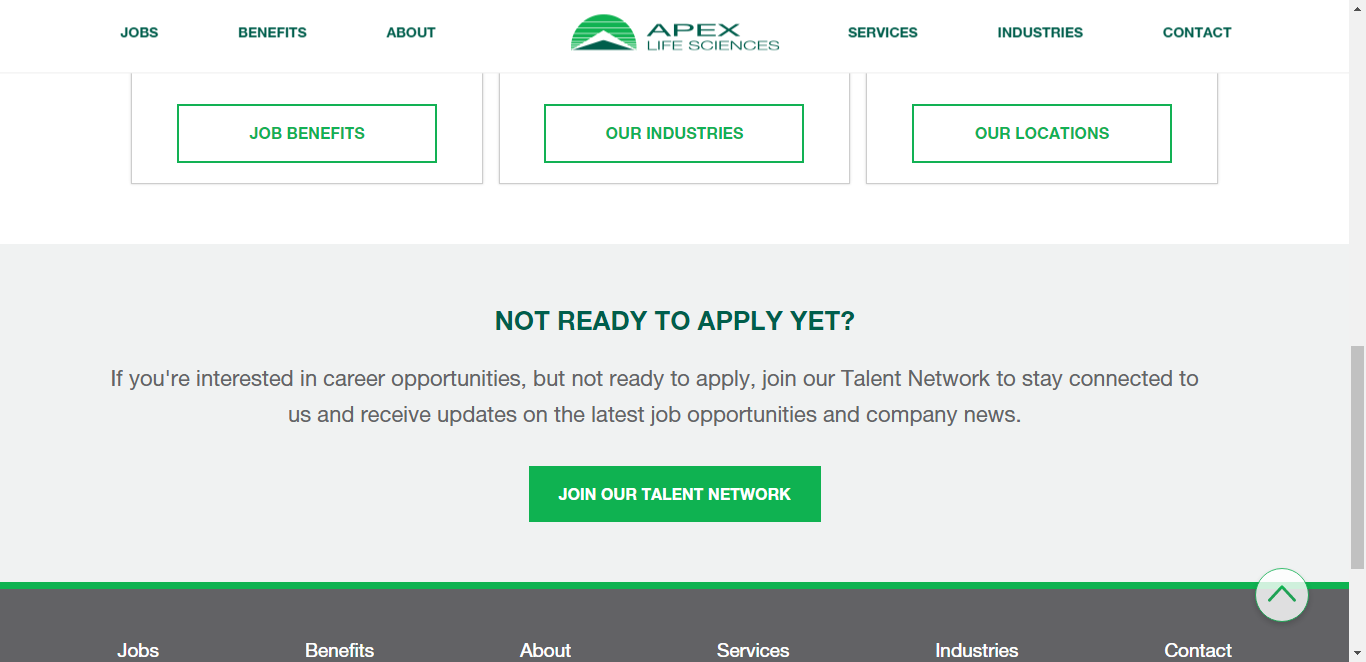 JOBS BENEFITS ABOUT APEX LIFE SCIENCES SERVICES INDUSTRIES CONTACT
JOB BENEFITS OUR INDUSTRIES OUR LOCATIONS
NOT READY TO APPLY YET?
If you're interested in career opportunities, but not ready to apply, join our Talent Network to stay connected to
us and receive updates on the latest job opportunities and company news.
JOIN OUR TALENT NETWORK
Jobs Benefits About Services Industries Contact